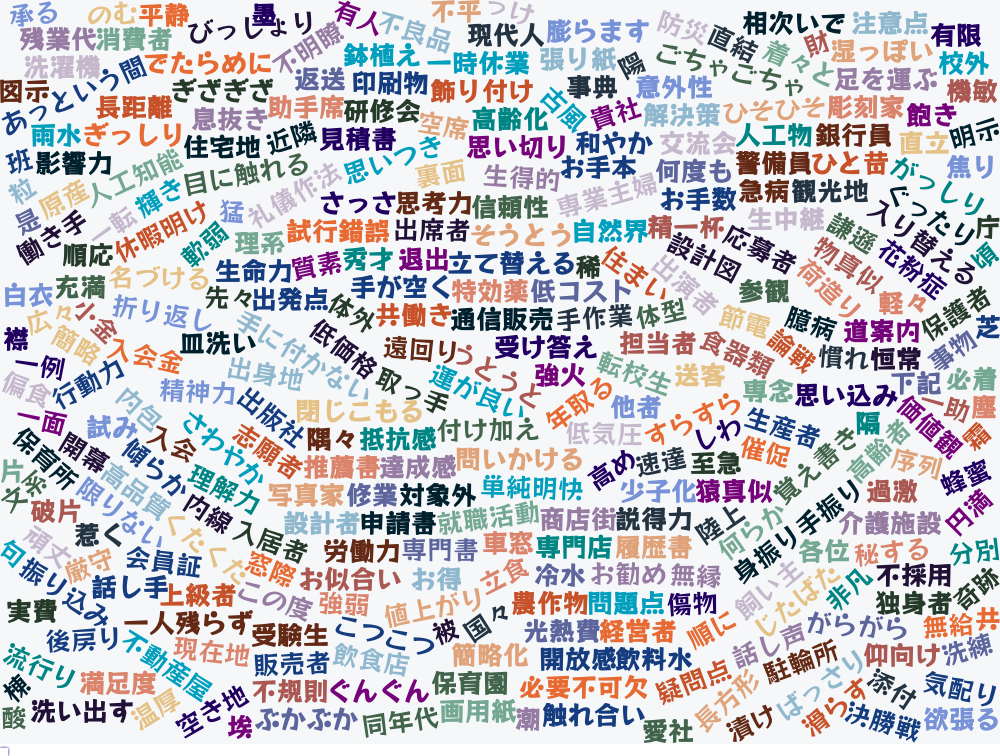 承る
のむ
平静
墨
びっしょり
有人
不良品
不平
つけ
現代人
膨らます
防災
直結
相次いで
注意点
有限
残業代
消費者
不明瞭
鉢植え
一時休業
張り紙
陽
ごちゃごちゃ
着々と
財
湿っぽい
校外
洗濯機
でたらめに
返送
印刷物
飾り付け
事典
意外性
足を運ぶ
機敏
図示
あっという間
長距離
ぎざぎざ
息抜き
助手席
研修会
空席
高齢化
古風
貴社
解決策
ひそひそ
彫刻家
飽き
雨水
ぎっしり
住宅地
近隣
見積書
思いつき
思い切り
和やか
交流会
人工物
銀行員
直立
明示
班
影響力
人工知能
目に触れる
礼儀作法
裏面
生得的
お手本
何度も
警備員
ひと苗
がっしり
焦り
粒
原産
輝き
猛
さっさ
思考力
信頼性
専業主婦
お手数
急病
観光地
ぐったり
是
働き手
一転
休暇明け
軟弱
理系
試行錯誤
出席者
そうとう
自然界
精一杯
生中継
謙遜
入り替える
庁
順応
名づける
生命力
質素
秀才
退出
立て替える
稀
住まい
設計図
応募者
物真似
花粉症
頃
白衣
充満
先々
出発点
体外
手が空く
特効薬
低コスト
出演者
参観
荷造り
軽々
保護者
広々
小金
折り返し
手に付かない
共働き
通信販売
手作業
体型
節電
臆病
道案内
芝
襟
簡略
入会金
皿洗い
低価格
遠回り
うとうと
受け答え
担当者
食器類
論戦
慣れ
恒常
事物
一例
偏食
行動力
精神力
出身地
取っ手
運が良い
強火
転校生
送客
専念
思い込み
下記
必着
一面
内包
出版社
閉じこもる
年取る
他者
すらすら
生産者
隔
価値観
一助
塵
保育所
開幕
試み
入会
さわやか
志願者
隅々
抵抗感
付け加え
低気圧
しわ
催促
覚え書き
高齢者
霜
片
高品質
傾らか
理解力
推薦書
達成感
問いかける
高め
速達
至急
序列
蜂蜜
破片
限りない
内線
写真家
修業
対象外
単純明快
少子化
猿真似
身振り手振り
過激
円満
惹く
くたくた
入居者
設計者
申請書
就職活動
商店街
説得力
陸上
何らか
介護施設
句
頑丈
厳守
会員証
窓際
労働力
専門書
車窓
専門店
履歴書
各位
秘する
分別
振り込み
話し手
上級者
この度
お似合い
お得
立食
冷水
お勧め
無縁
飼い主
じたばた
非凡
不採用
奇跡
実費
一人残らず
強弱
値上がり
農作物
問題点
傷物
独身者
後戻り
不動産屋
現在地
受験生
こつこつ
被
国々
光熱費
経営者
順に
話し声
がらがら
無給
共
流行り
満足度
販売者
飲食店
簡略化
開放感
飲料水
疑問点
駐輪所
仰向け
洗練
棟
温厚
空き地
不規則
ぐんぐん
保育園
必要不可欠
長方形
ばっさり
添付
気配り
酸
洗い出す
埃
ぶかぶか
同年代
画用紙
潮
触れ合い
愛社
漬け
滑らす
決勝戦
欲張る